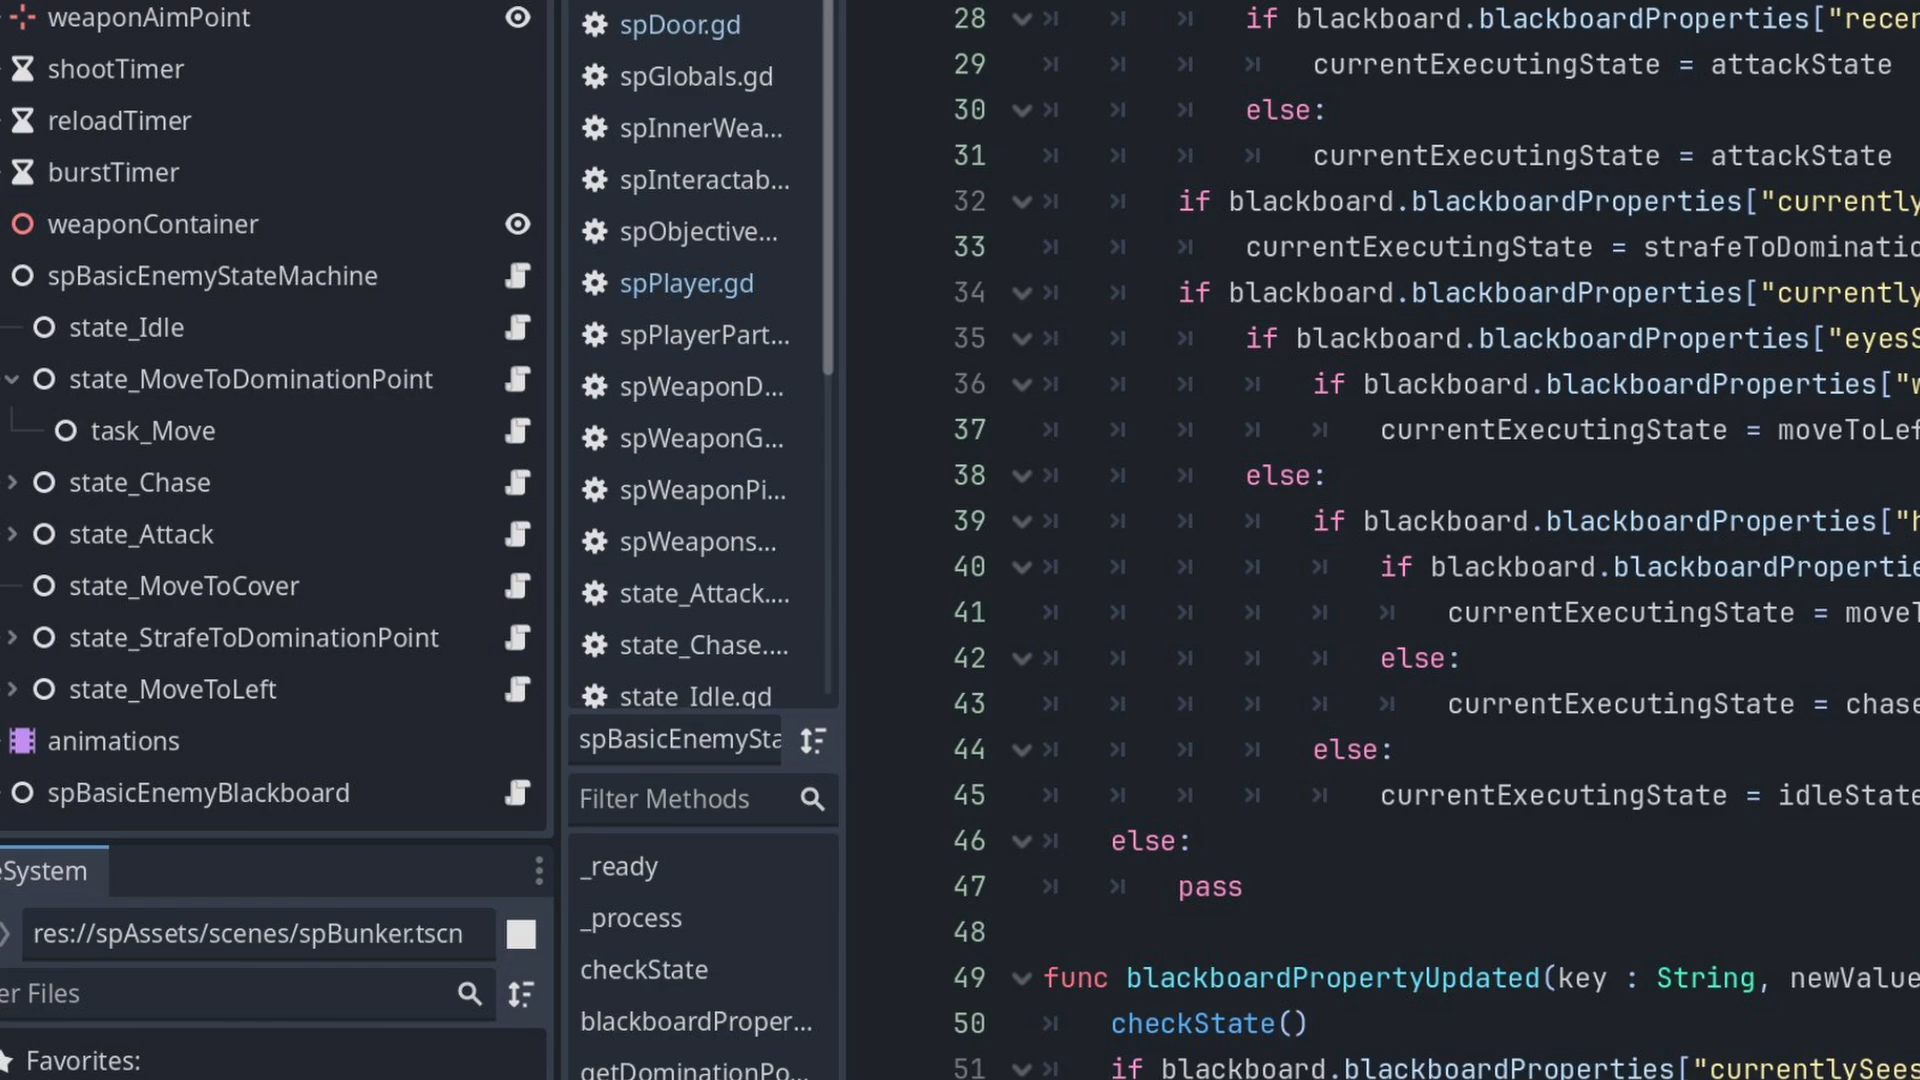 weaponAimPoint
shootTimer
reloadTimer
burstTimer
weaponContainer
spBasicEnemyStateMachine
state_Idle
state_MoveToDominationPoint
task_Move
state_Chase
state_Attack
state_MoveToCover
state_StrafeToDominationPoint
state_MoveToLeft
animations
spBasicEnemyBlackboard
eSystem
res://spAssets/scenes/spBunker.tscn
er Files
Favorites:
spDoor.gd
spGlobals.gd
spInnerWea...
spInteractab...
spObjective...
spPlayer.gd
spPlayerPart...
spWeaponD...
spWeaponG...
spWeaponPi...
spWeapons...
state_Attack....
state_Chase....
state_Idle.gd
spBasicEnemySta
Filter Methods
_ready
_process
checkState
blackboardProper...
getDominationPo...
28 if blackboard.blackboardProperties["recen
29 currentExecutingState = attackState
30 else:
31 currentExecutingState = attackState
32 if blackboard.blackboardProperties["currently
33 currentExecutingState = strafeToDominatio
34 if blackboard.blackboardProperties["currently
35 if blackboard.blackboardProperties["eyesS
36 if blackboard.blackboardProperties["w
37 currentExecutingState = moveToLef
38 else:
39 if blackboard.blackboardProperties["h
40 if blackboard.blackboardPropertie
41 currentExecutingState = moveT
42 else:
43 currentExecutingState = chase
44 else:
45 currentExecutingState = idleState
46 else:
47 pass
48
49 func blackboardPropertyUpdated(key : String, newValue
50 checkState()
51 if blackboard.blackboardProperties["currentlySees